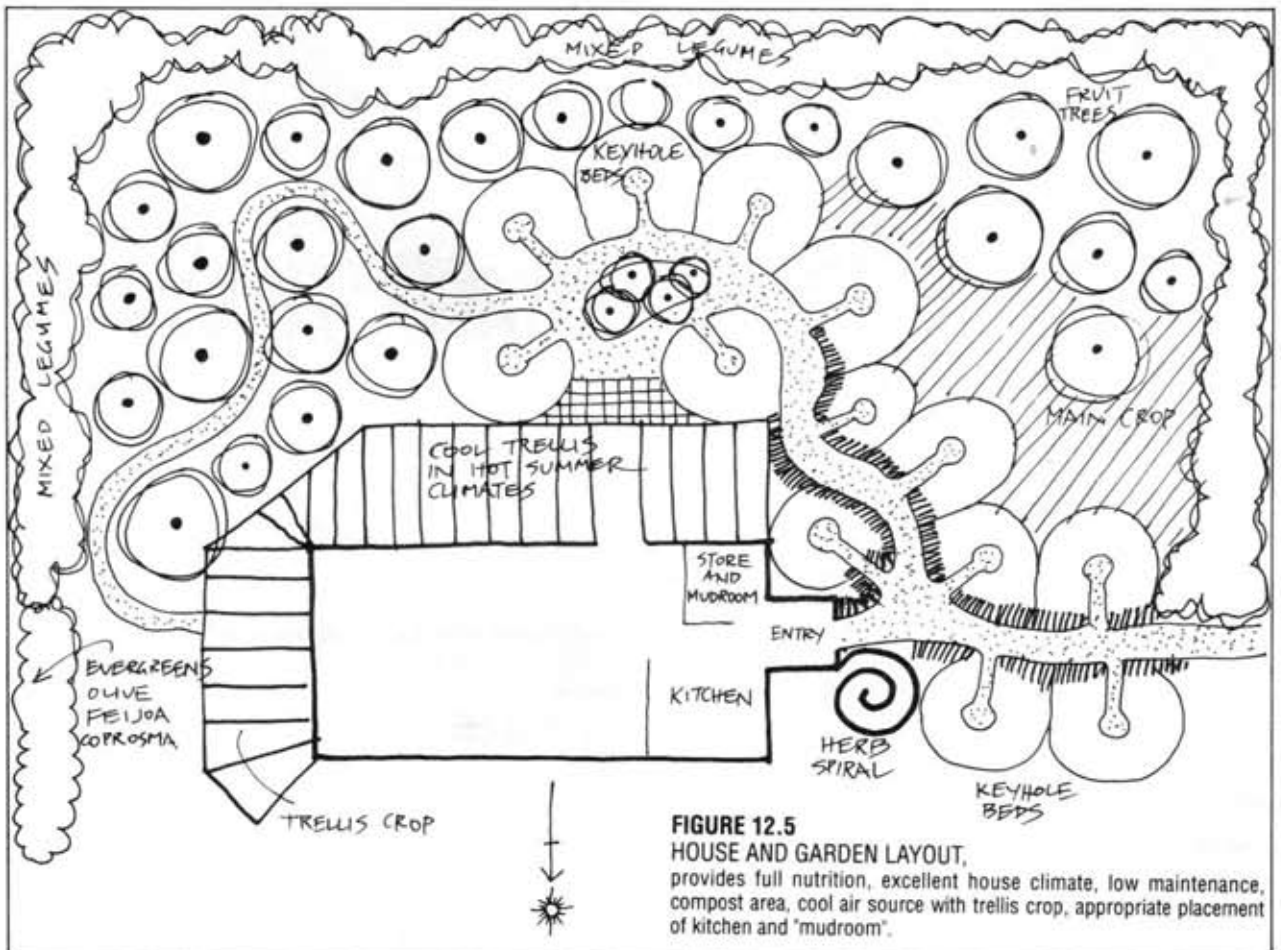 MIXED LEGUMES
FRUIT
TREES
KEYHOLE
BEDS
MIXED LEGUMES
MAIN CROP
COOL TRELLIS
IN HOT SUMMER
CLIMATES
STORE
AND
MUDROOM
ENTRY
EVERGREENS
OLIVE
FEIJOA
COPROSMA
KITCHEN
HERB
SPIRAL
KEYHOLE
BEDS
TRELLIS CROP
FIGURE 12.5
HOUSE AND GARDEN LAYOUT,
provides full nutrition, excellent house climate, low maintenance,
compost area, cool air source with trellis crop, appropriate placement
of kitchen and "mudroom".